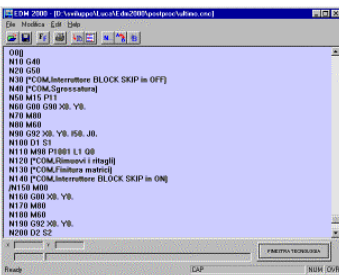 EDM 2000 - [D:\sviluppo\Luca\Edm2000\postproc\ultimo.cnc]
File Modifica Edit Help
N10 G40
N20 G50
N30 (*COM,Interruttore BLOCK SKIP in OFF)
N40 (*COM,Sgrossatura)
N50 M15 P11
N60 G00 G90 X0. Y0.
N70 M80
N80 M60
N90 G92 X0. Y0. I50. J0.
N100 D1 S1
N110 M98 P1001 L1 Q0
N120 (*COM,Rimuovi i ritagli)
N130 (*COM,Finitura matrici)
N140 (*COM,Interruttore BLOCK SKIP in ON)
/N150 M00
N160 G00 X0. Y0.
N170 M80
N180 M60
N190 G92 X0. Y0.
N200 D2 S2
X Y
FINESTRA TECNOLOGIA
Ready CAP NUM OVR